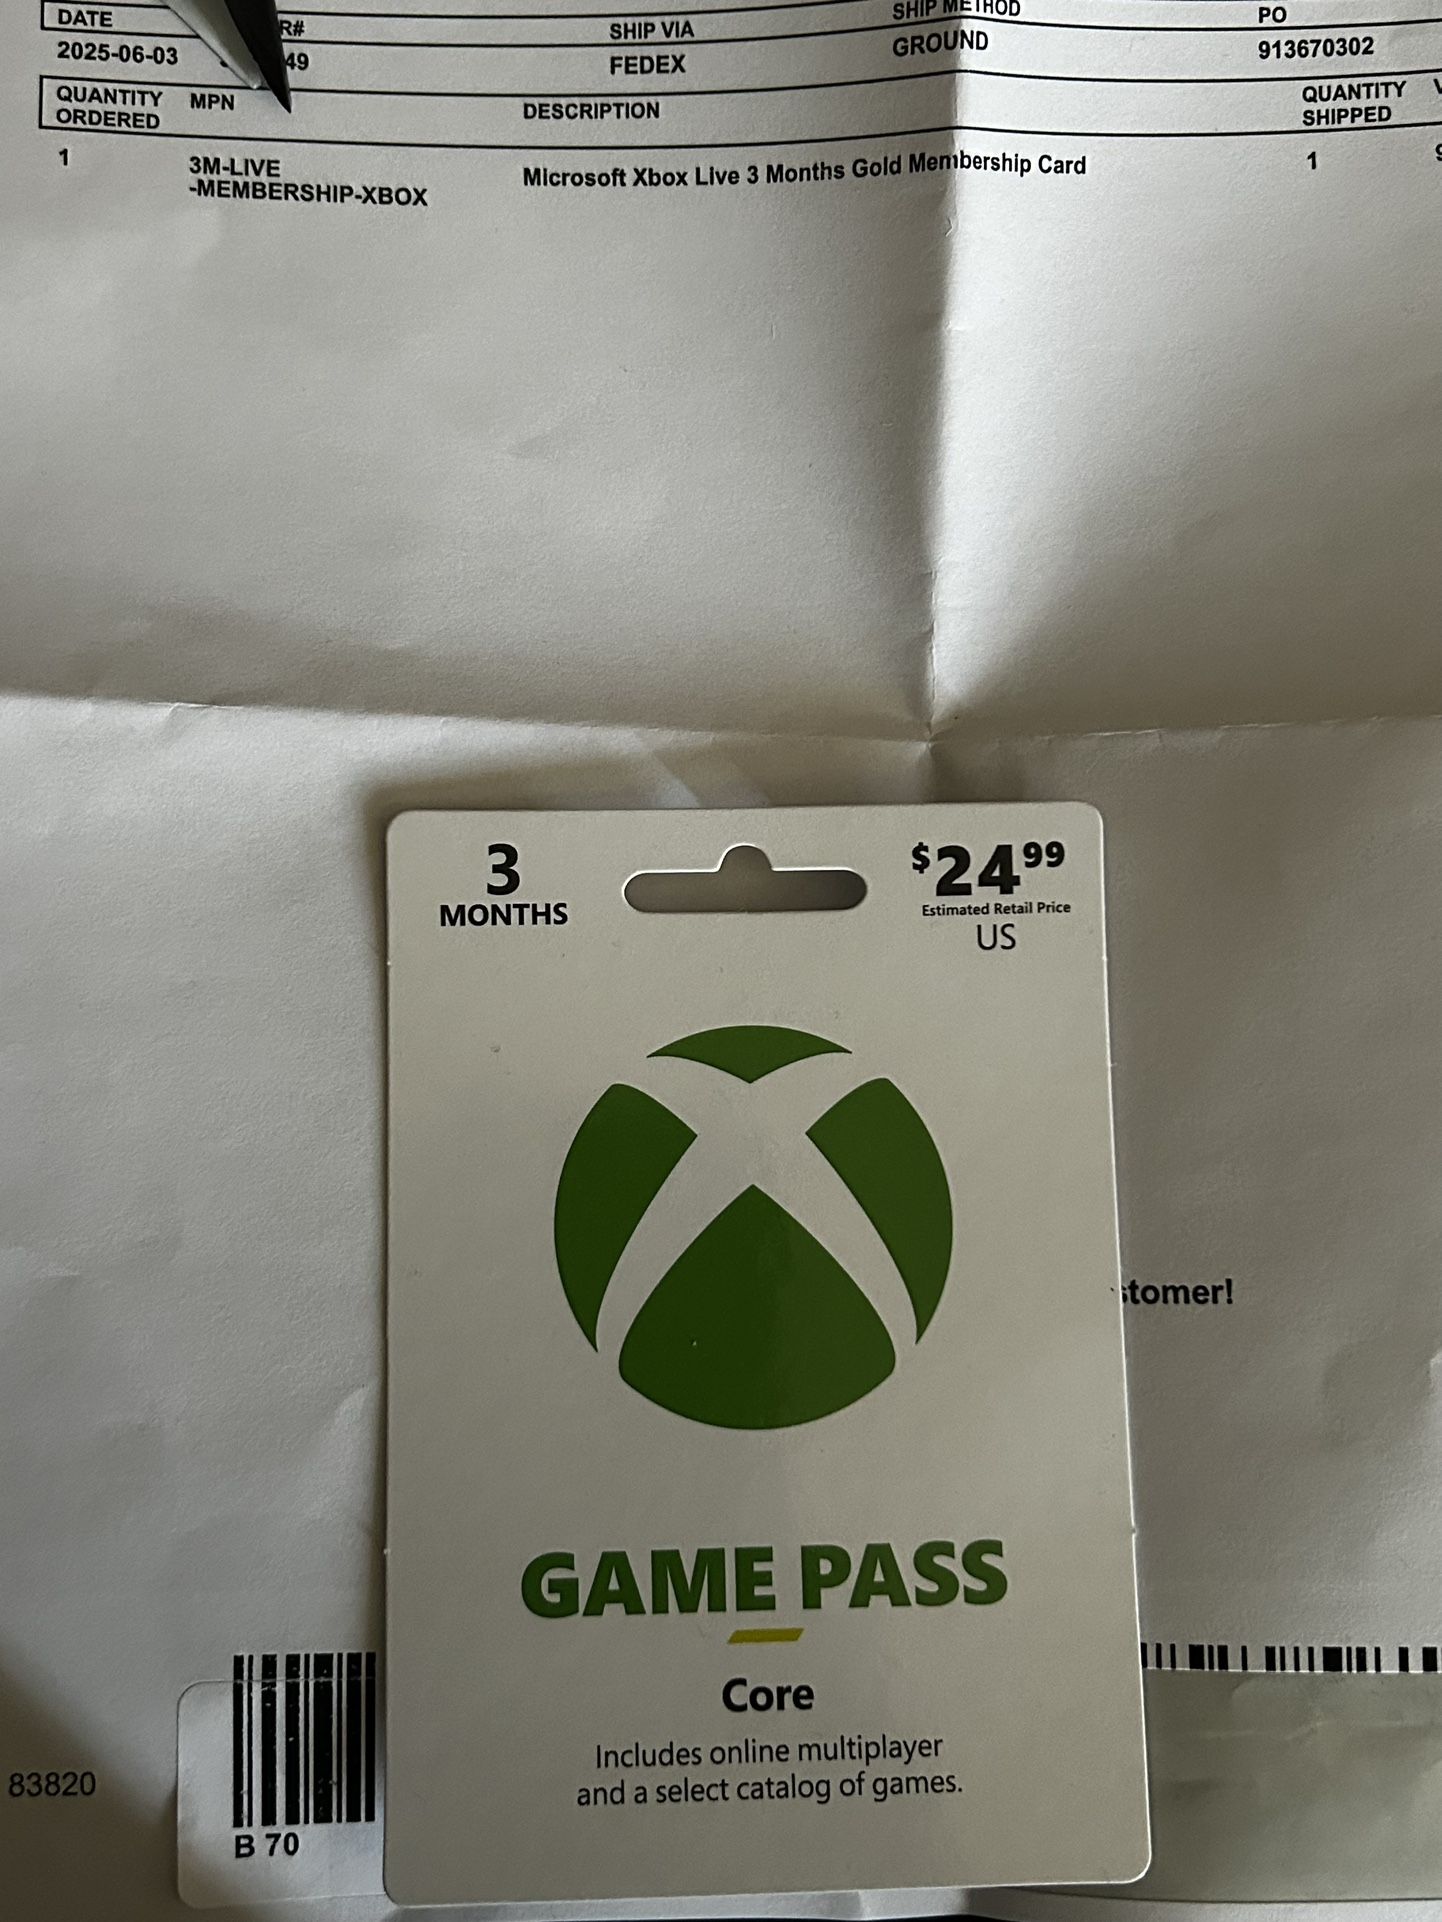 DATE R# SHIP VIA SHIP METHOD PO
2025-06-03 49 FEDEX GROUND 913670302
QUANTITY ORDERED MPN DESCRIPTION QUANTITY SHIPPED
1 3M-LIVE Microsoft Xbox Live 3 Months Gold Membership Card 1
-MEMBERSHIP-XBOX
3
MONTHS
$24.99
Estimated Retail Price
US
stomer!
GAME PASS
Core
Includes online multiplayer
and a select catalog of games.
83820
B 70